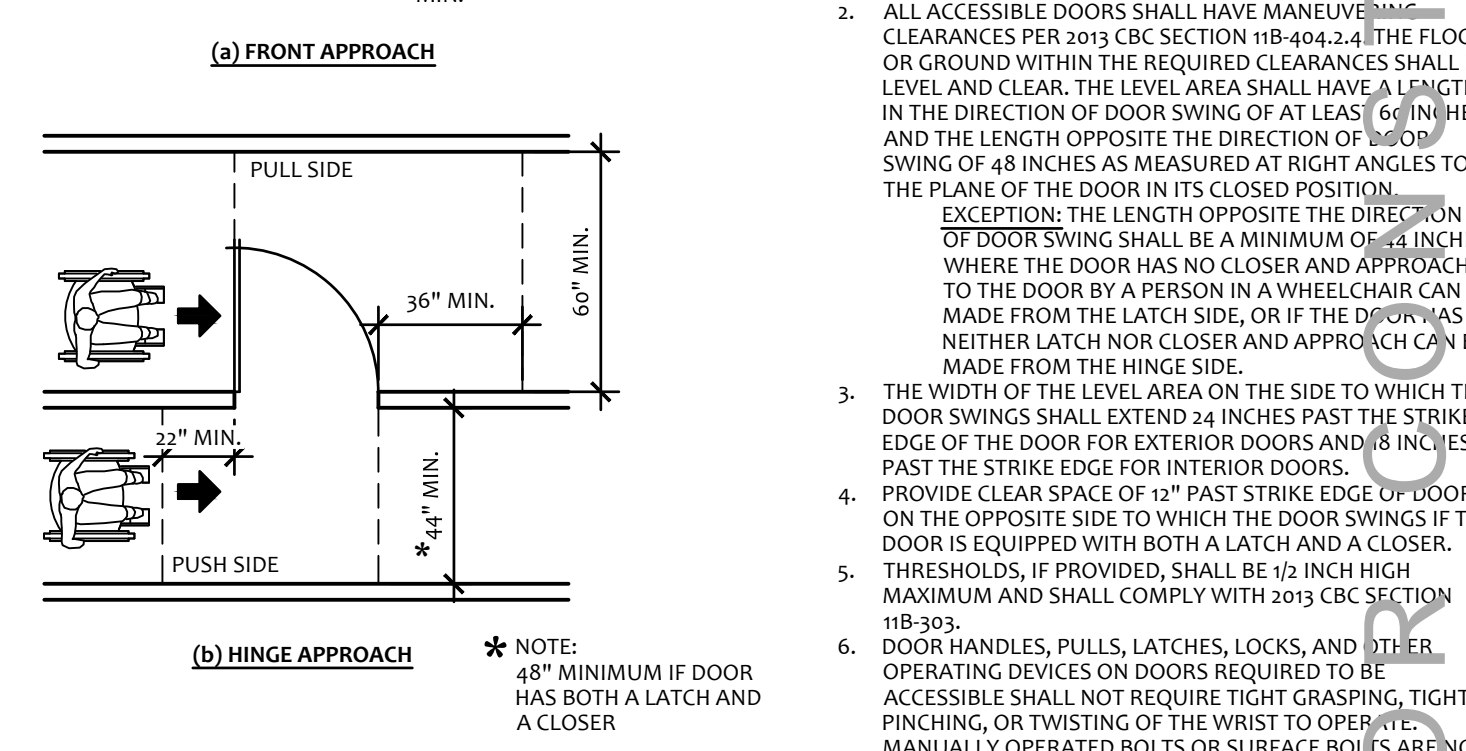 MIN.
(a) FRONT APPROACH
PULL SIDE
36" MIN.
60" MIN.
22" MIN.
*44" MIN.
PUSH SIDE
(b) HINGE APPROACH
* NOTE:
48" MINIMUM IF DOOR
HAS BOTH A LATCH AND
A CLOSER
2. ALL ACCESSIBLE DOORS SHALL HAVE MANEUVERING
CLEARANCES PER 2013 CBC SECTION 11B-404.2.4. THE
OR GROUND WITHIN THE REQUIRED CLEARANCES SHALL
LEVEL AND CLEAR. THE LEVEL AREA SHALL HAVE A
IN THE DIRECTION OF DOOR SWING OF AT LEAST 60
AND THE LENGTH OPPOSITE THE DIRECTION OF DOOR
SWING OF 48 INCHES AS MEASURED AT RIGHT ANGLES TO
THE PLANE OF THE DOOR IN ITS CLOSED POSITION.
EXCEPTION: THE LENGTH OPPOSITE THE DIRECTION
OF DOOR SWING SHALL BE A MINIMUM OF 44
WHERE THE DOOR HAS NO CLOSER AND APPROACH
TO THE DOOR BY A PERSON IN A WHEELCHAIR CAN
MADE FROM THE LATCH SIDE, OR IF THE DOOR HAS
NEITHER LATCH NOR CLOSER AND APPROACH CAN
MADE FROM THE HINGE SIDE.
3. THE WIDTH OF THE LEVEL AREA ON THE SIDE TO WHICH
DOOR SWINGS SHALL EXTEND 24 INCHES PAST THE STRIKE
EDGE OF THE DOOR FOR EXTERIOR DOORS AND 18 INCHES
PAST THE STRIKE EDGE FOR INTERIOR DOORS.
4. PROVIDE CLEAR SPACE OF 12" PAST STRIKE EDGE OF DOOR
ON THE OPPOSITE SIDE TO WHICH THE DOOR SWINGS IF
DOOR IS EQUIPPED WITH BOTH A LATCH AND A CLOSER.
5. THRESHOLDS, IF PROVIDED, SHALL BE 1/2 INCH HIGH
MAXIMUM AND SHALL COMPLY WITH 2013 CBC SECTION
11B-303.
6. DOOR HANDLES, PULLS, LATCHES, LOCKS, AND OTHER
OPERATING DEVICES ON DOORS REQUIRED TO BE
ACCESSIBLE SHALL NOT REQUIRE TIGHT GRASPING, TIGHT
PINCHING, OR TWISTING OF THE WRIST TO OPERATE.
MANUALLY OPERATED BOLTS OR SURFACE BOLTS ARE
OR CONST